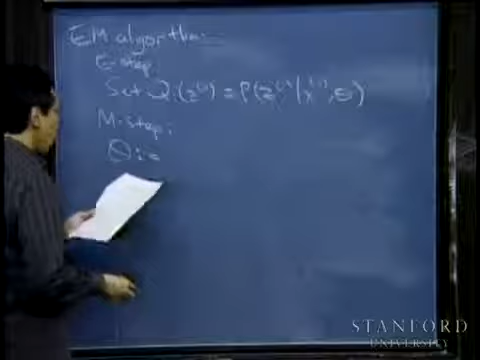 EM algorithm
E-step:
Set Q_i(z^(i)) = P(z^(i)|x^(i), θ)
M-step:
θ :=
STANFORD
UNIVERSITY